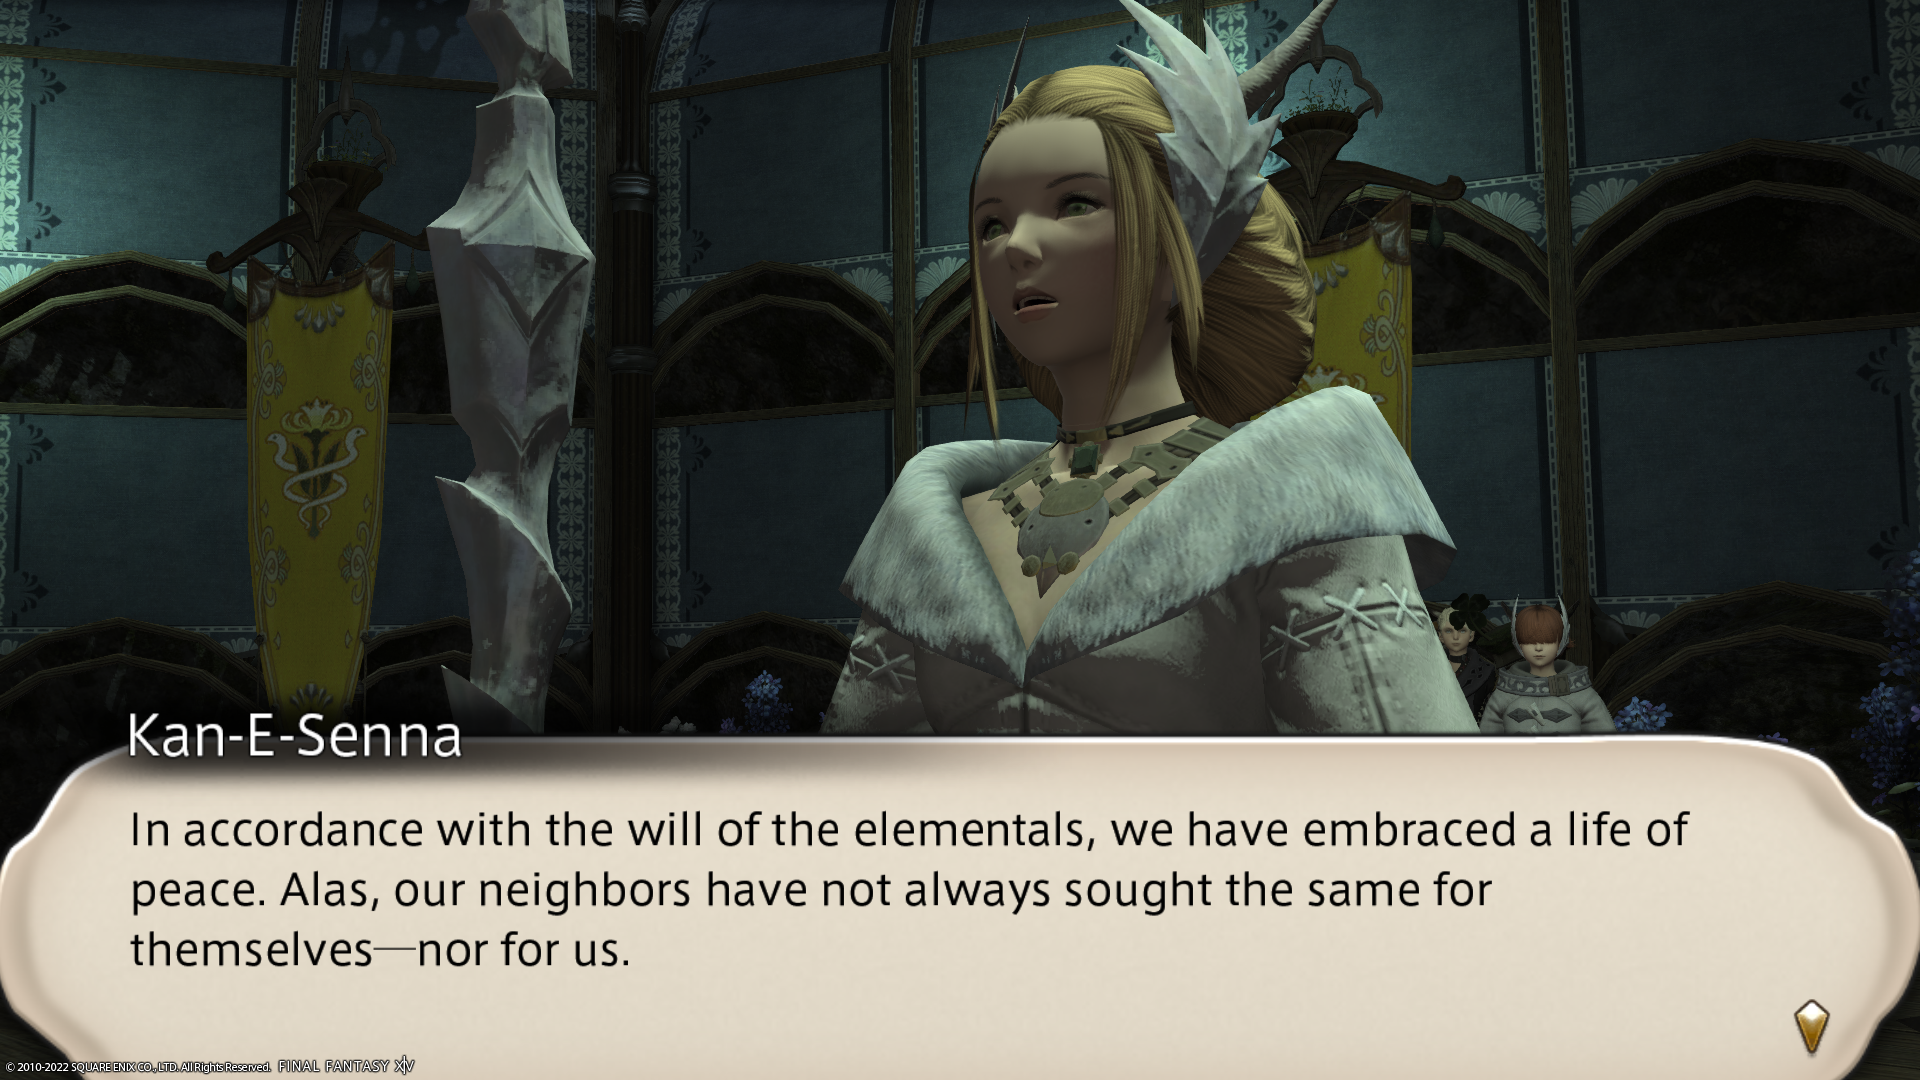 Kan-E-Senna
In accordance with the will of the elementals, we have embraced a life of
peace. Alas, our neighbors have not always sought the same for
themselves—nor for us.
© 2010-2022 SQUARE ENIX CO., LTD. All Rights Reserved. FINAL FANTASY XIV